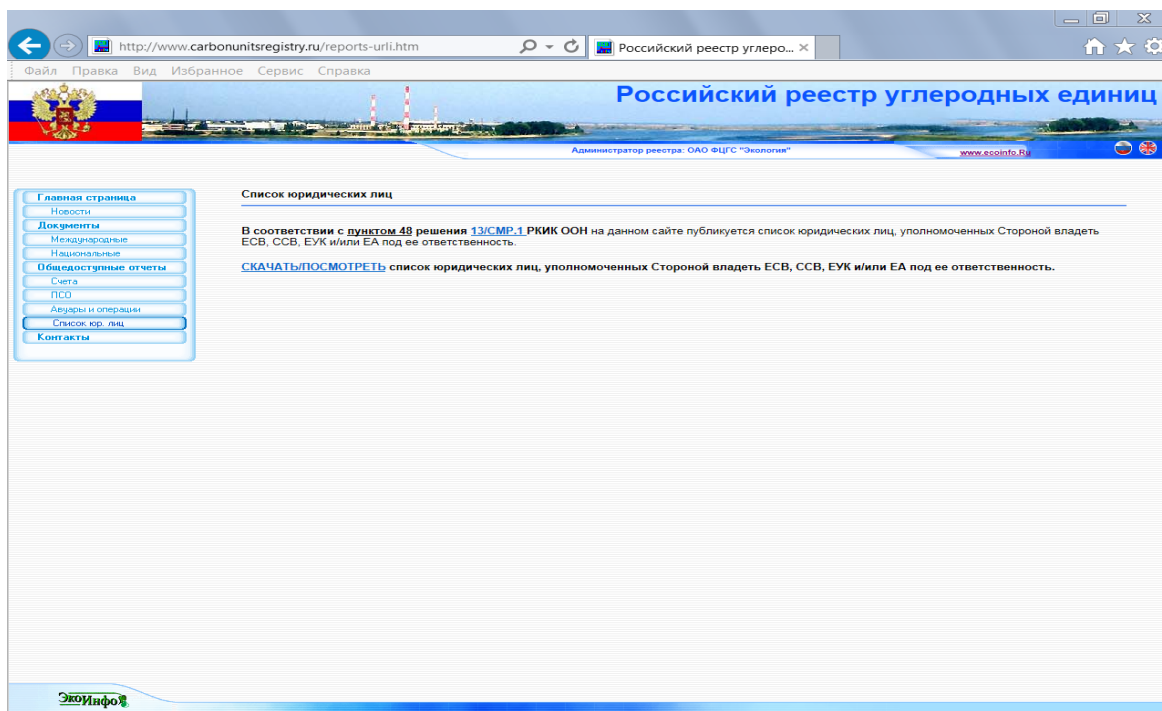 http://www.carbonunitsregistry.ru/reports-urli.htm
Российский реестр углеро...
Файл Правка Вид Избранное Сервис Справка
Российский реестр углеродных единиц
Администратор реестра: ОАО ФЦГС "Экология"
www.ecoinfo.Ru
Главная страница
Новости
Документы
Международные
Национальные
Общедоступные отчеты
Счета
ПСО
Авуары и операции
Список юр. лиц
Контакты
Список юридических лиц
В соответствии с пунктом 48 решения 13/CMP.1 РКИК ООН на данном сайте публикуется список юридических лиц, уполномоченных Стороной владеть
ЕСВ, ССВ, ЕУК и/или ЕА под ее ответственность.
СКАЧАТЬ/ПОСМОТРЕТЬ список юридических лиц, уполномоченных Стороной владеть ЕСВ, ССВ, ЕУК и/или ЕА под ее ответственность.
ЭкоИнфо